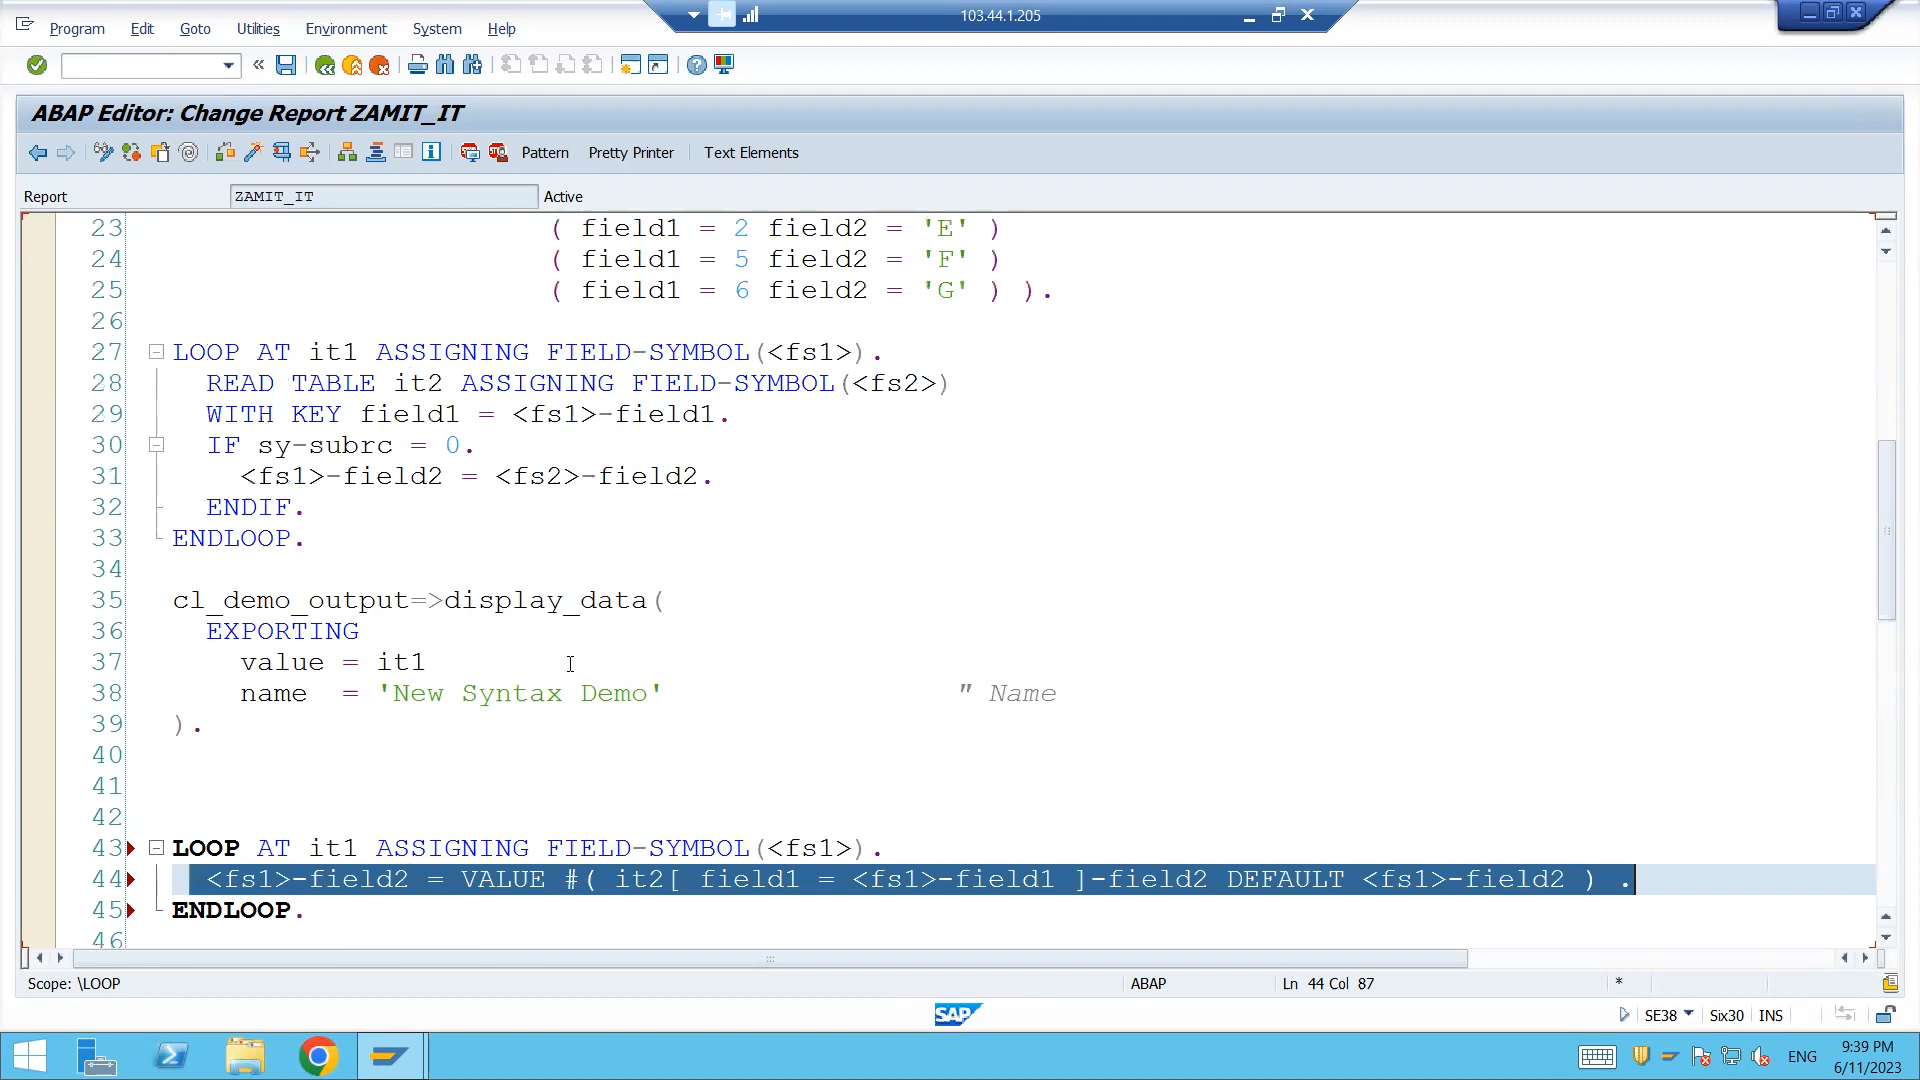 103.44.1.205
Program Edit Goto Utilities Environment System Help
ABAP Editor: Change Report ZAMIT_IT
Pattern Pretty Printer Text Elements
Report ZAMIT_IT Active
23 ( field1 = 2 field2 = 'E' )
24 ( field1 = 5 field2 = 'F' )
25 ( field1 = 6 field2 = 'G' ) ).
26
27 LOOP AT it1 ASSIGNING FIELD-SYMBOL(<fs1>).
28 READ TABLE it2 ASSIGNING FIELD-SYMBOL(<fs2>)
29 WITH KEY field1 = <fs1>-field1.
30 IF sy-subrc = 0.
31 <fs1>-field2 = <fs2>-field2.
32 ENDIF.
33 ENDLOOP.
34
35 cl_demo_output=>display_data(
36 EXPORTING
37 value = it1
38 name = 'New Syntax Demo' " Name
39 ).
40
41
42
43 LOOP AT it1 ASSIGNING FIELD-SYMBOL(<fs1>).
44 <fs1>-field2 = VALUE #( it2[ field1 = <fs1>-field1 ]-field2 DEFAULT <fs1>-field2 ) .
45 ENDLOOP.
46
Scope: \LOOP ABAP Ln 44 Col 87 *
SAP
SE38 Six30 INS
ENG
9:39 PM
6/11/2023